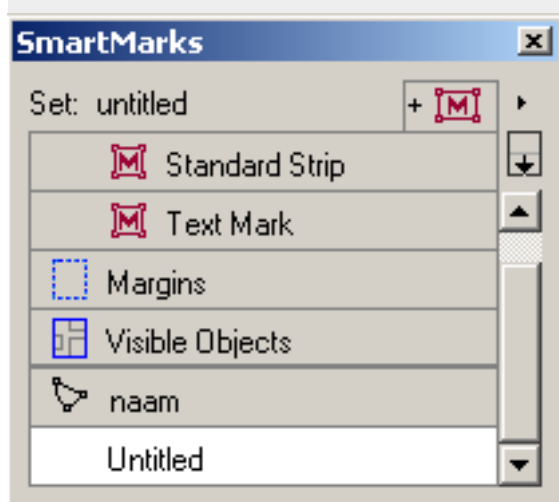 SmartMarks
Set: untitled
+ M
M Standard Strip
M Text Mark
Margins
Visible Objects
naam
Untitled